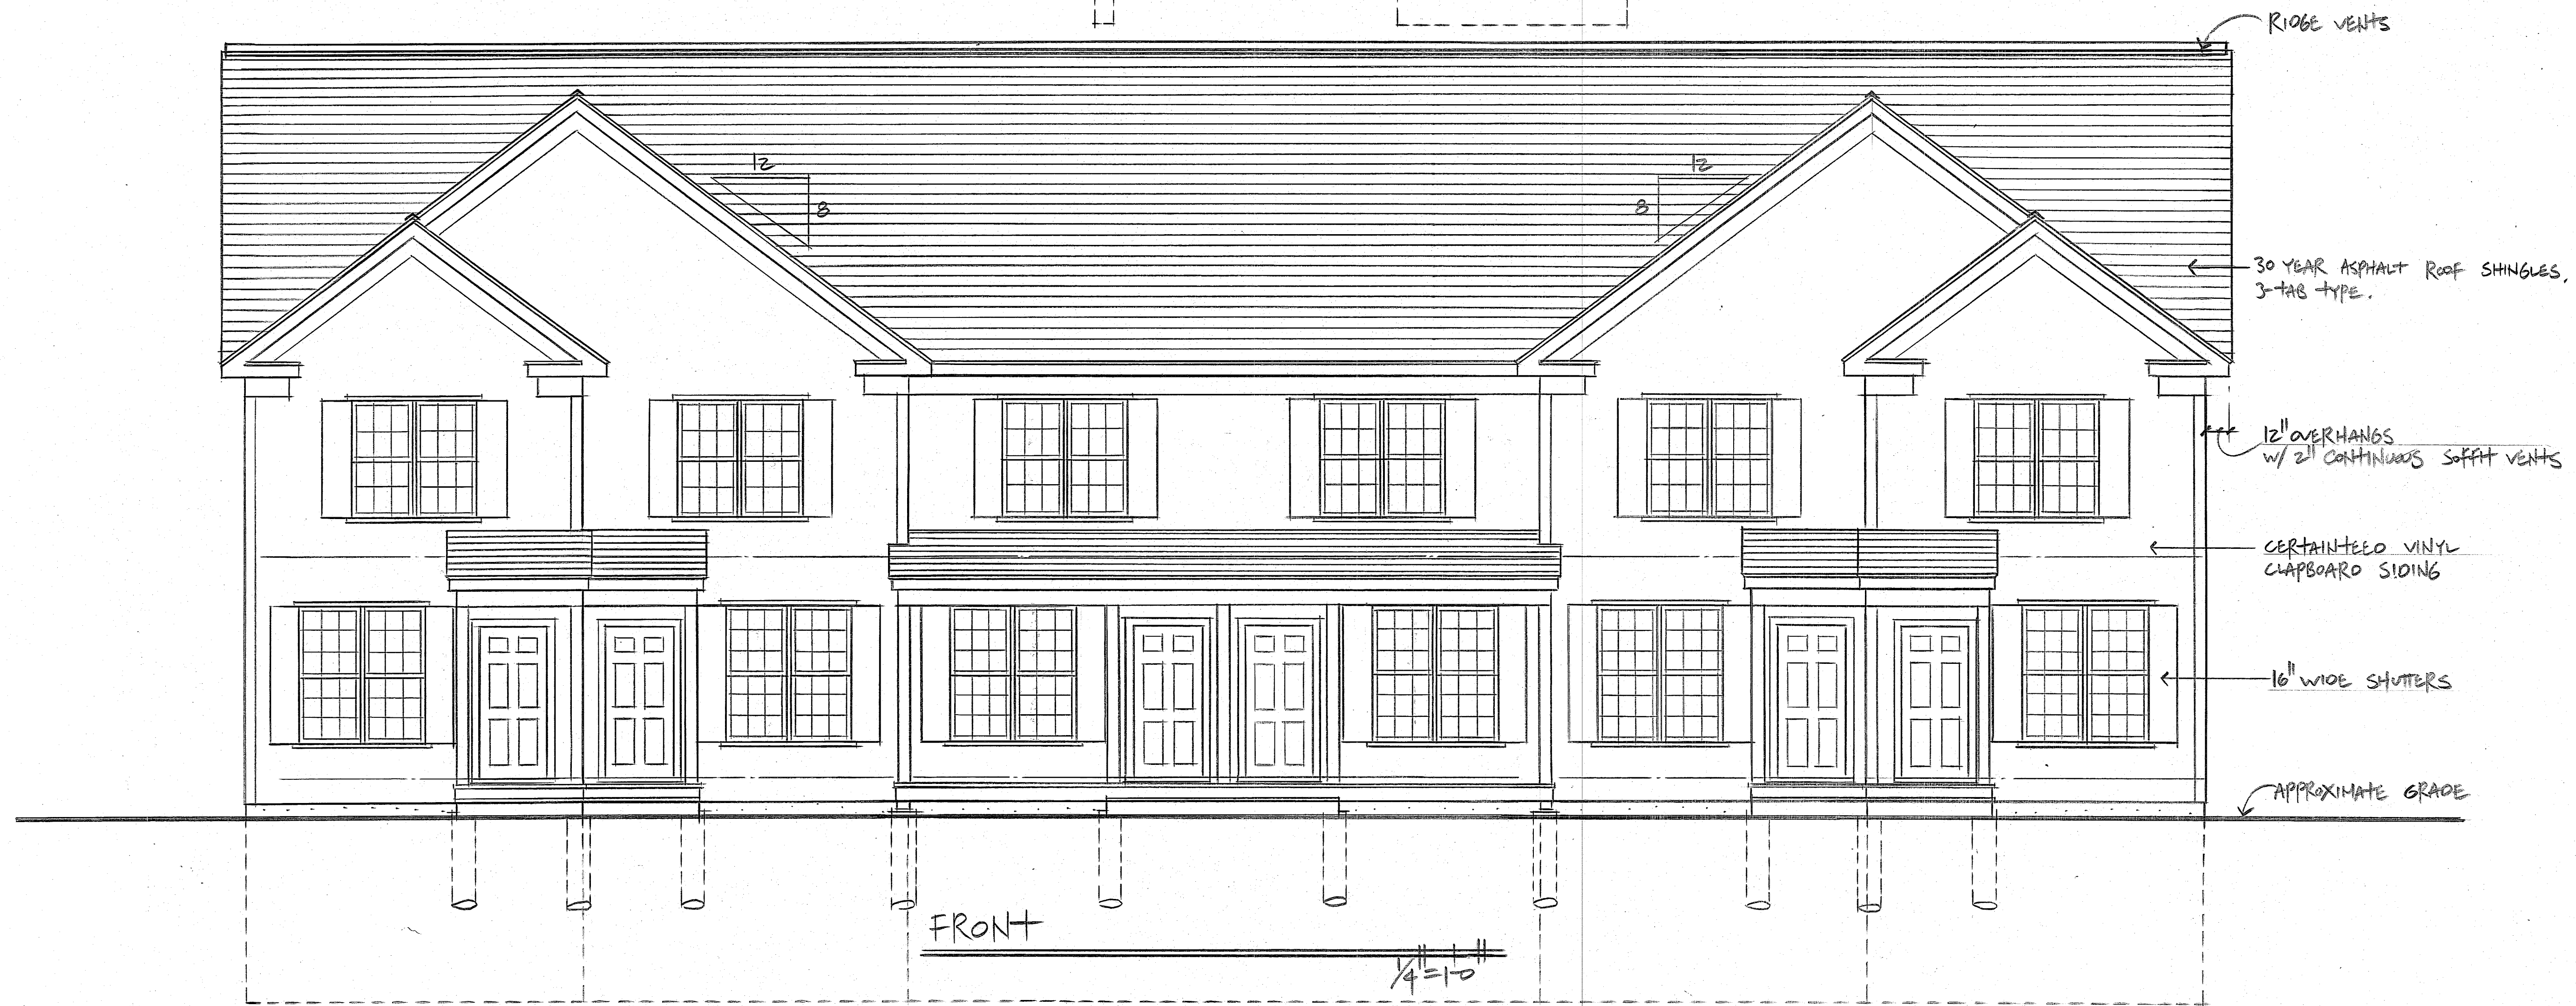 RIDGE VENTS
12
12
8
8
30 YEAR ASPHALT ROOF SHINGLES.
3-TAB TYPE.
12" OVERHANGS
W/ 2" CONTINUOUS SOFFIT VENTS
CERTAINTEED VINYL
CLAPBOARD SIDING
16" WIDE SHUTTERS
APPROXIMATE GRADE
FRONT
1/4"=1'-0"